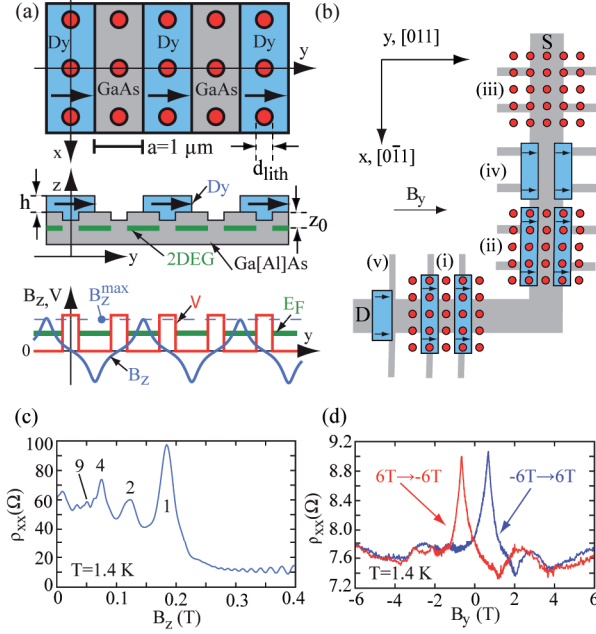 (a)
Dy
Dy
Dy
GaAs
GaAs
y
x
a=1 μm
d_lith
z
h
Dy
z_0
2DEG
Ga[Al]As
y
B_z,V
B_z^max
V
E_F
y
0
B_z
(b)
y, [011]
x, [01̄1]
B_y
S
(iii)
(iv)
(ii)
(v)
(i)
D
(c)
ρ_xx(Ω)
100
80
60
40
20
0
9
4
2
1
T=1.4 K
0
0.1
0.2
0.3
0.4
B_z (T)
(d)
ρ_xx(Ω)
9.2
8.8
8.4
8.0
7.6
7.2
6T→-6T
-6T→6T
T=1.4 K
-6
-4
-2
0
2
4
6
B_y (T)